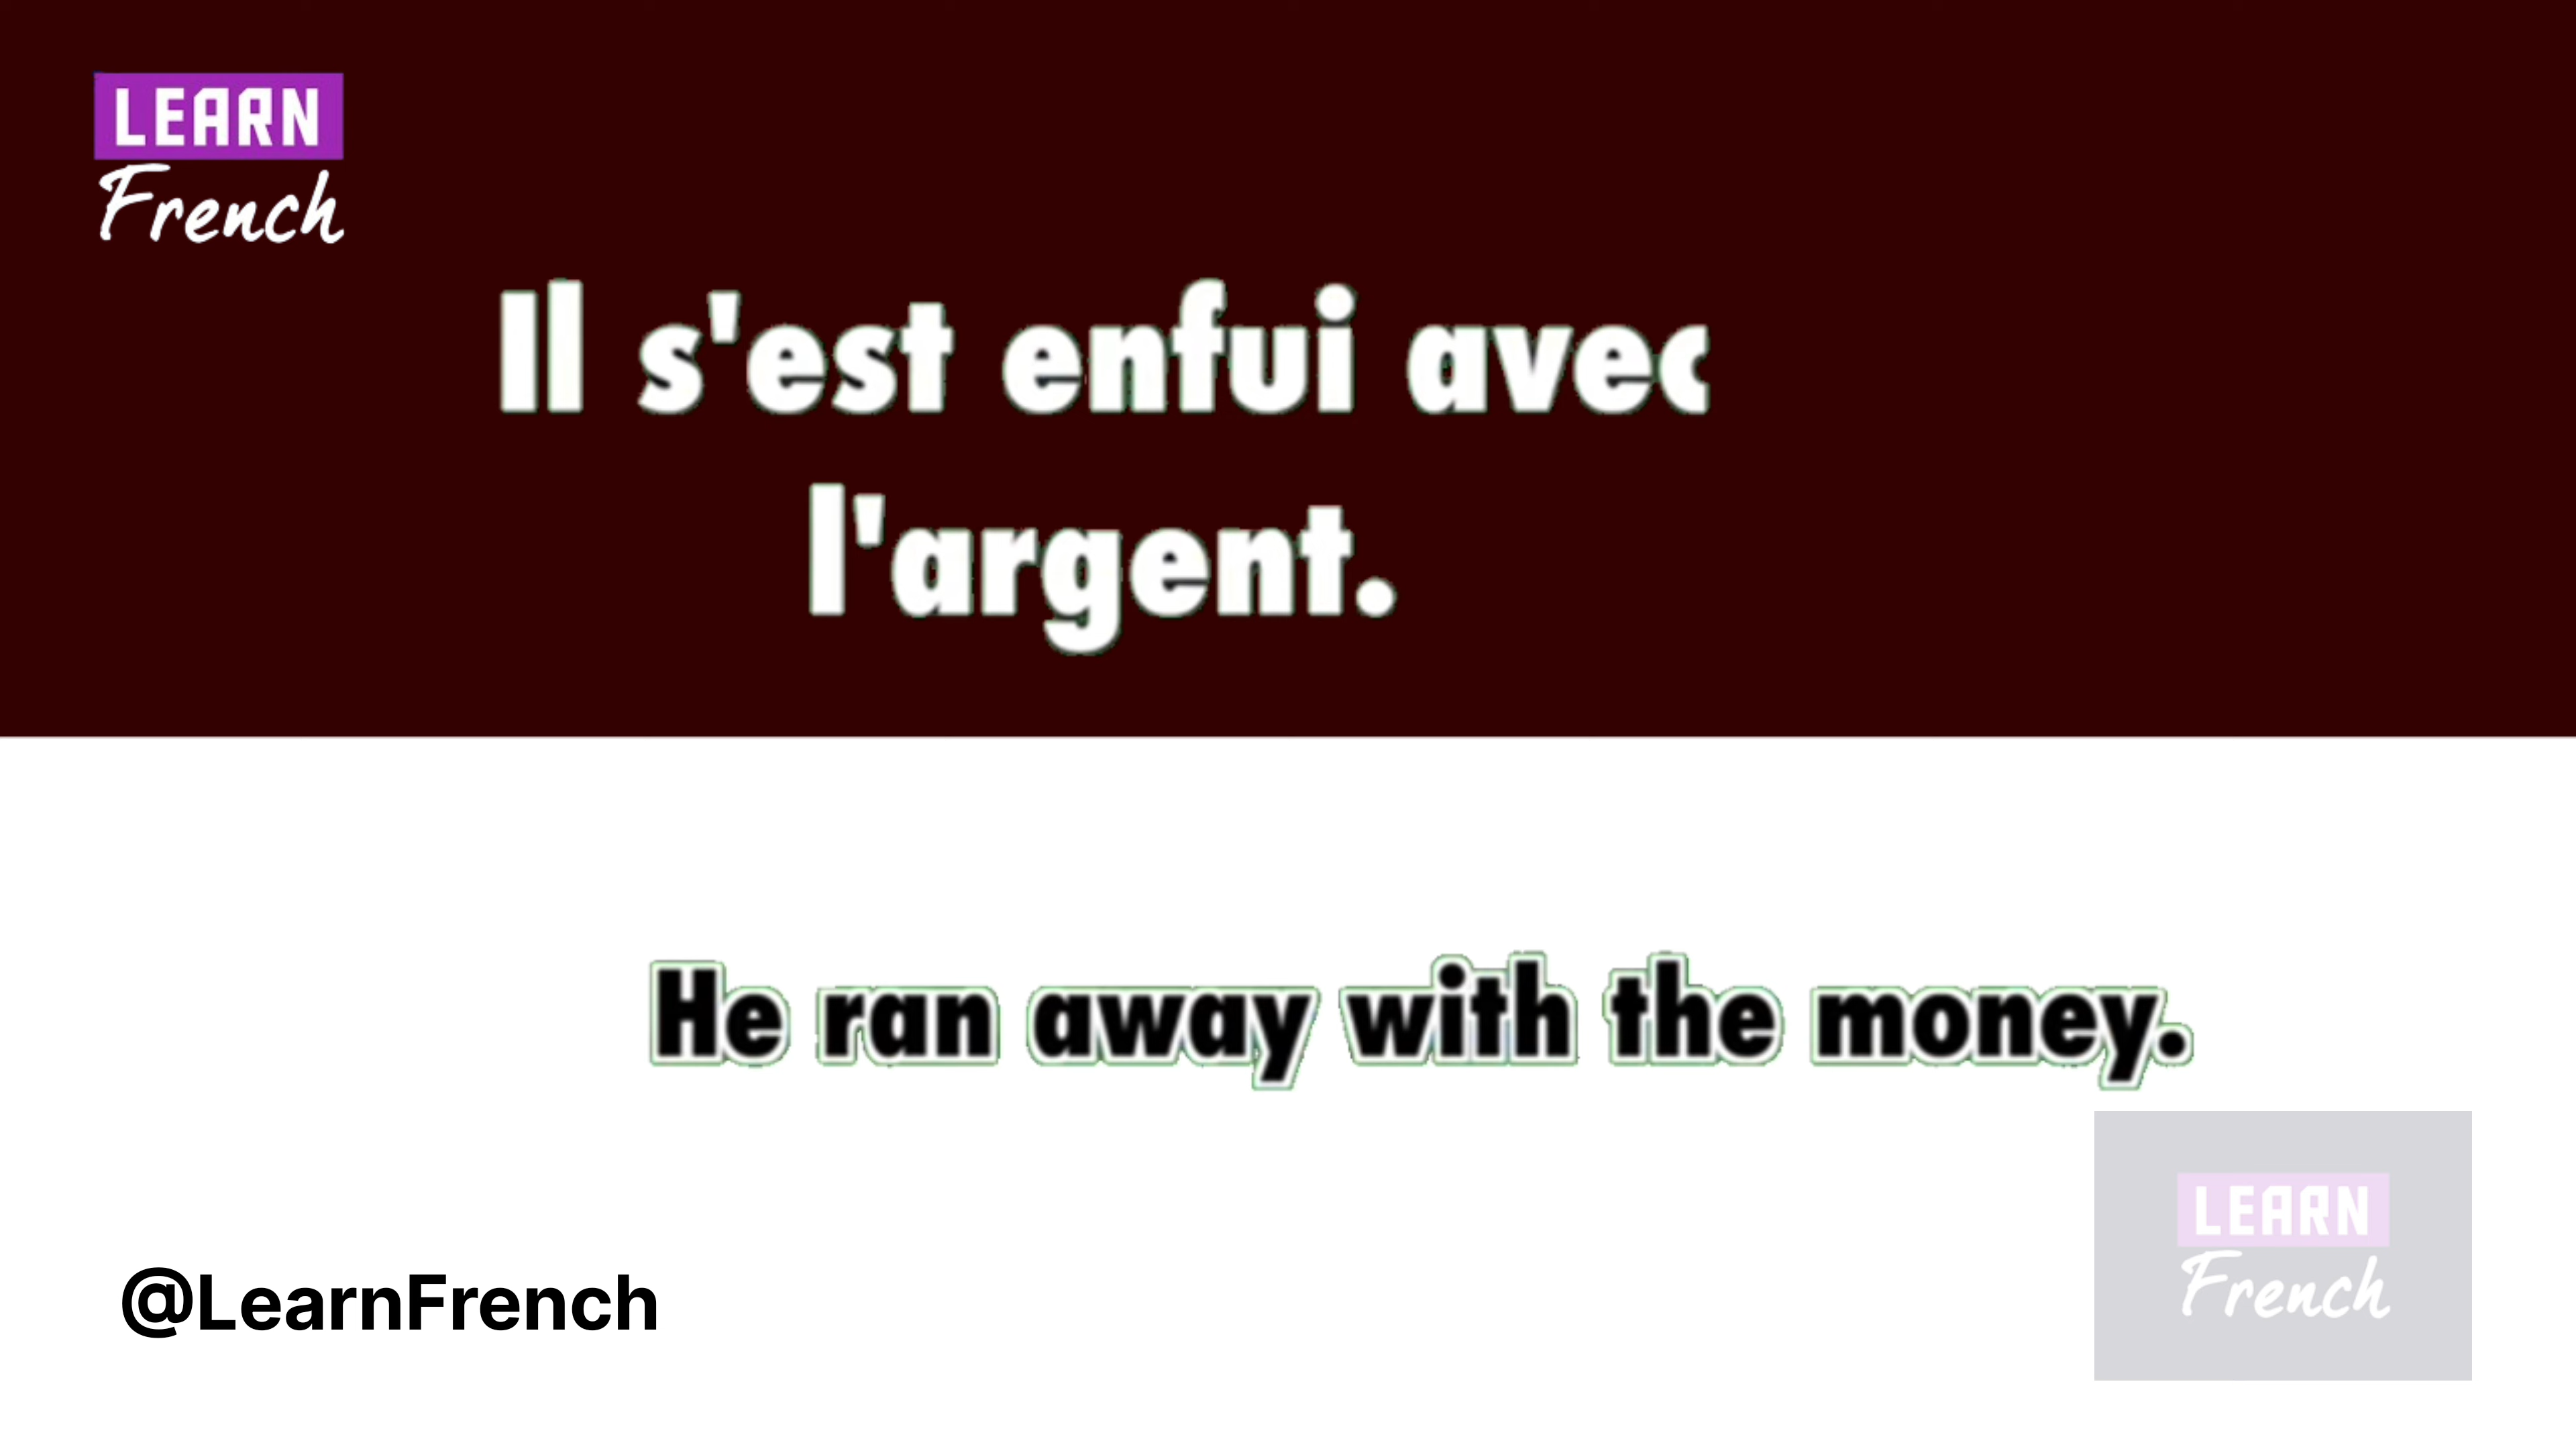 LEARN
French
Il s'est enfui avec
l'argent.
He ran away with the money.
@LearnFrench
LEARN
French